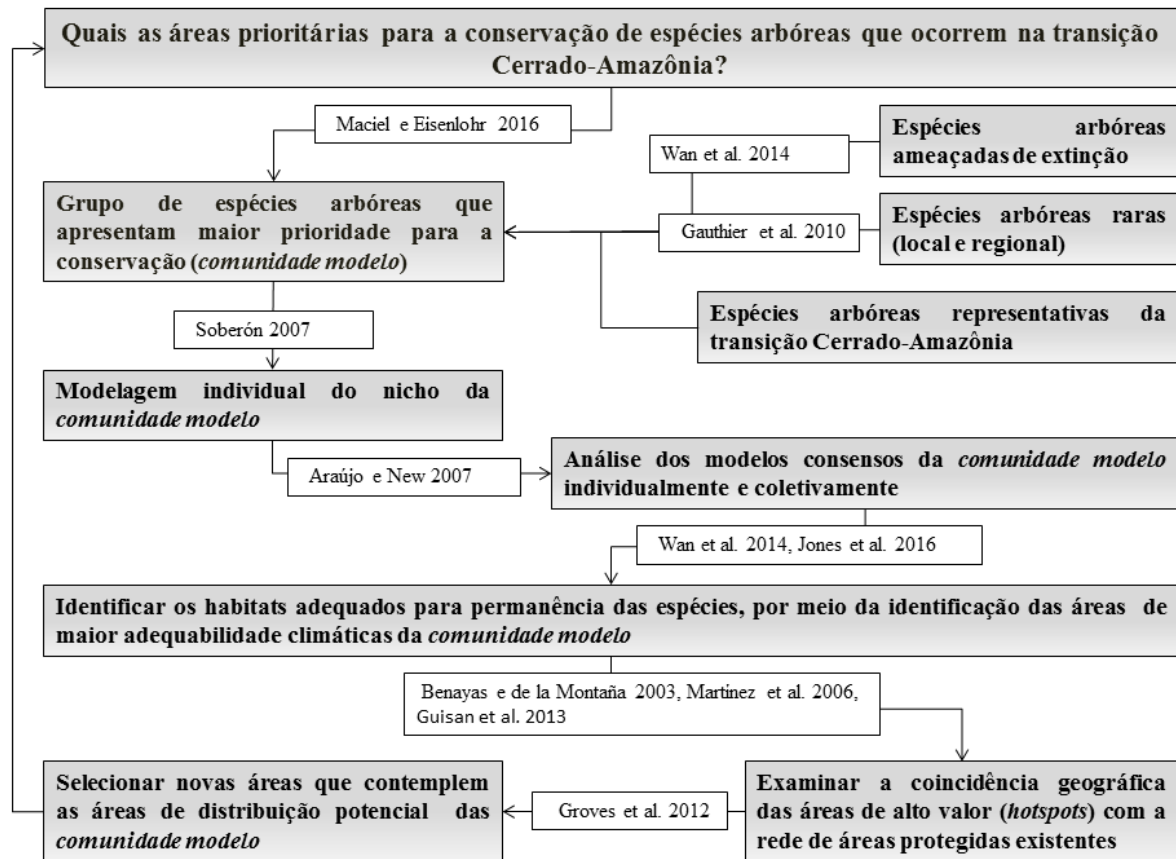 Quais as áreas prioritárias para a conservação de espécies arbóreas que ocorrem na transição
Cerrado-Amazônia?
Maciel e Eisenlohr 2016
Wan et al. 2014
Espécies arbóreas
ameaçadas de extinção
Grupo de espécies arbóreas que
apresentam maior prioridade para a
conservação (comunidade modelo)
Gauthier et al. 2010
Espécies arbóreas raras
(local e regional)
Espécies arbóreas representativas da
transição Cerrado-Amazônia
Soberón 2007
Modelagem individual do nicho da
comunidade modelo
Araújo e New 2007
Análise dos modelos consensos da comunidade modelo
individualmente e coletivamente
Wan et al. 2014, Jones et al. 2016
Identificar os habitats adequados para permanência das espécies, por meio da identificação das áreas de
maior adequabilidade climáticas da comunidade modelo
Benayas e de la Montaña 2003, Martínez et al. 2006,
Guisan et al. 2013
Selecionar novas áreas que contemplem
as áreas de distribuição potencial das
comunidade modelo
Groves et al. 2012
Examinar a coincidência geográfica
das áreas de alto valor (hotspots) com a
rede de áreas protegidas existentes